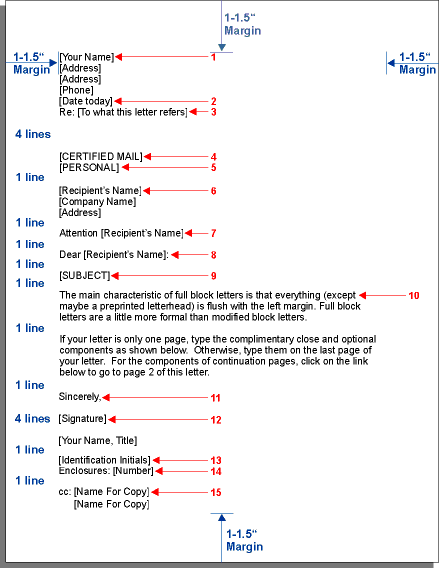 1-1.5“
Margin
1-1.5“
Margin
1-1.5“
Margin
[Your Name] 1
[Address]
[Address]
[Phone]
[Date today] 2
Re: [To what this letter refers] 3
4 lines
[CERTIFIED MAIL] 4
[PERSONAL] 5
1 line
[Recipient's Name] 6
[Company Name]
[Address]
1 line
Attention [Recipient's Name] 7
1 line
Dear [Recipient's Name]: 8
1 line
[SUBJECT] 9
1 line
The main characteristic of full block letters is that everything (except 10
maybe a preprinted letterhead) is flush with the left margin. Full block
letters are a little more formal than modified block letters.
1 line
If your letter is only one page, type the complimentary close and optional
components as shown below. Otherwise, type them on the last page of
your letter. For the components of continuation pages, click on the link
below to go to page 2 of this letter.
1 line
Sincerely, 11
4 lines
[Signature] 12
[Your Name, Title]
1 line
[Identification Initials] 13
Enclosures: [Number] 14
1 line
cc: [Name For Copy] 15
[Name For Copy]
1-1.5“
Margin